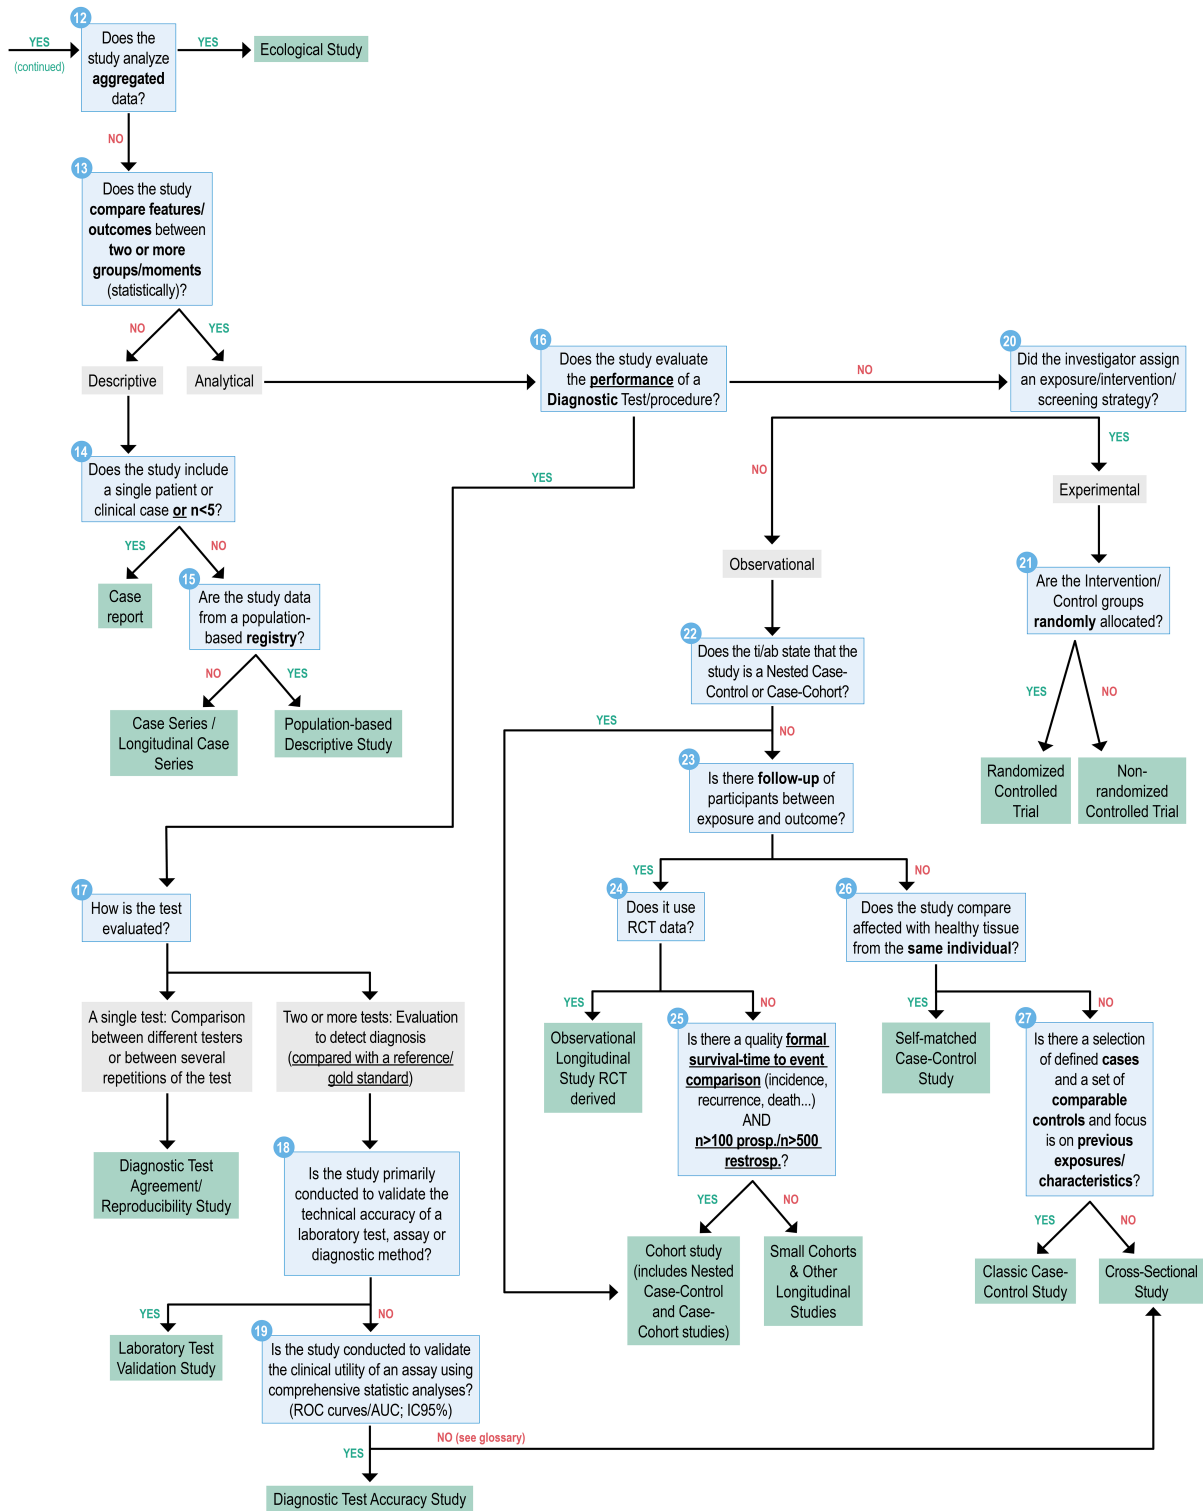 12
YES
(continued)
Does the
study analyze
aggregated
data?
YES
Ecological Study
NO
13
Does the study
compare features/
outcomes between
two or more
groups/moments
(statistically)?
NO
YES
Descriptive
Analytical
16
Does the study evaluate
the performance of a
Diagnostic Test/procedure?
NO
20
Did the investigator assign
an exposure/intervention/
screening strategy?
14
Does the study include
a single patient or
clinical case or n<5?
YES
NO
Case
report
15
Are the study data
from a population-
based registry?
NO
YES
Case Series /
Longitudinal Case
Series
Population-based
Descriptive Study
YES
NO
YES
Experimental
Observational
21
Are the Intervention/
Control groups
randomly allocated?
YES
NO
Randomized
Controlled
Trial
Non-
randomized
Controlled Trial
22
Does the ti/ab state that the
study is a Nested Case-
Control or Case-Cohort?
YES
NO
23
Is there follow-up of
participants between
exposure and outcome?
YES
NO
17
How is the test
evaluated?
24
Does it use
RCT data?
26
Does the study compare
affected with healthy tissue
from the same individual?
A single test: Comparison
between different testers
or between several
repetitions of the test
Two or more tests: Evaluation
to detect diagnosis
(compared with a reference/
gold standard)
YES
NO
Observational
Longitudinal
Study RCT
derived
25
Is there a quality formal
survival-time to event
comparison (incidence,
recurrence, death...)
AND
n>100 prosp./n>500
restrosp.?
YES
NO
Self-matched
Case-Control
Study
27
Is there a selection
of defined cases
and a set of
comparable
controls and focus
is on previous
exposures/
characteristics?
Diagnostic Test
Agreement/
Reproducibility Study
18
Is the study primarily
conducted to validate the
technical accuracy of a
laboratory test, assay or
diagnostic method?
YES
NO
Cohort study
(includes Nested
Case-Control
and Case-
Cohort studies)
Small Cohorts
& Other
Longitudinal
Studies
YES
NO
Classic Case-
Control Study
Cross-Sectional
Study
YES
NO
Laboratory Test
Validation Study
19
Is the study conducted to validate
the clinical utility of an assay using
comprehensive statistic analyses?
(ROC curves/AUC; IC95%)
NO (see glossary)
YES
Diagnostic Test Accuracy Study